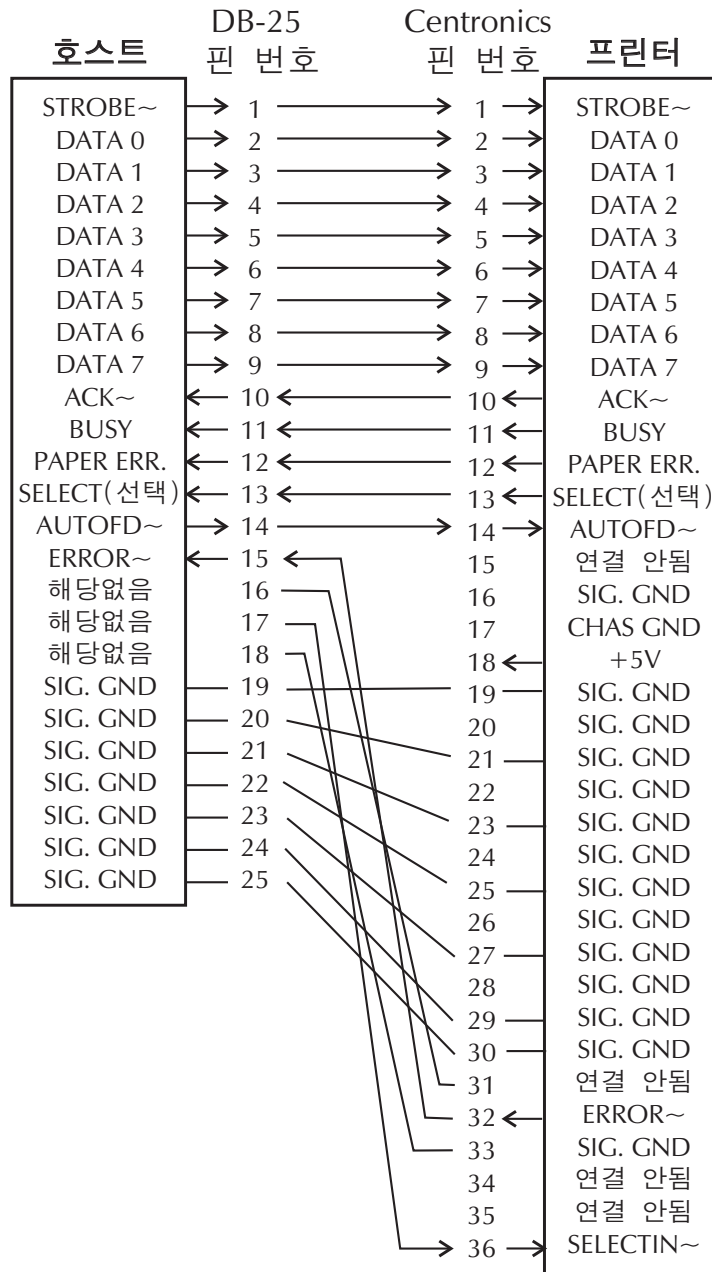 DB-25 Centronics
호스트 핀 번호 핀 번호 프린터
STROBE~ 1 1 STROBE~
DATA 0 2 2 DATA 0
DATA 1 3 3 DATA 1
DATA 2 4 4 DATA 2
DATA 3 5 5 DATA 3
DATA 4 6 6 DATA 4
DATA 5 7 7 DATA 5
DATA 6 8 8 DATA 6
DATA 7 9 9 DATA 7
ACK~ 10 10 ACK~
BUSY 11 11 BUSY
PAPER ERR. 12 12 PAPER ERR.
SELECT(선택) 13 13 SELECT(선택)
AUTOFD~ 14 14 AUTOFD~
ERROR~ 15 15 연결 안됨
해당없음 16 16 SIG. GND
해당없음 17 17 CHAS GND
해당없음 18 18 +5V
SIG. GND 19 19 SIG. GND
SIG. GND 20 20 SIG. GND
SIG. GND 21 21 SIG. GND
SIG. GND 22 22 SIG. GND
SIG. GND 23 23 SIG. GND
SIG. GND 24 24 SIG. GND
SIG. GND 25 25 SIG. GND
26 SIG. GND
27 SIG. GND
28 SIG. GND
29 SIG. GND
30 SIG. GND
31 연결 안됨
32 ERROR~
33 SIG. GND
34 연결 안됨
35 연결 안됨
36 SELECTIN~